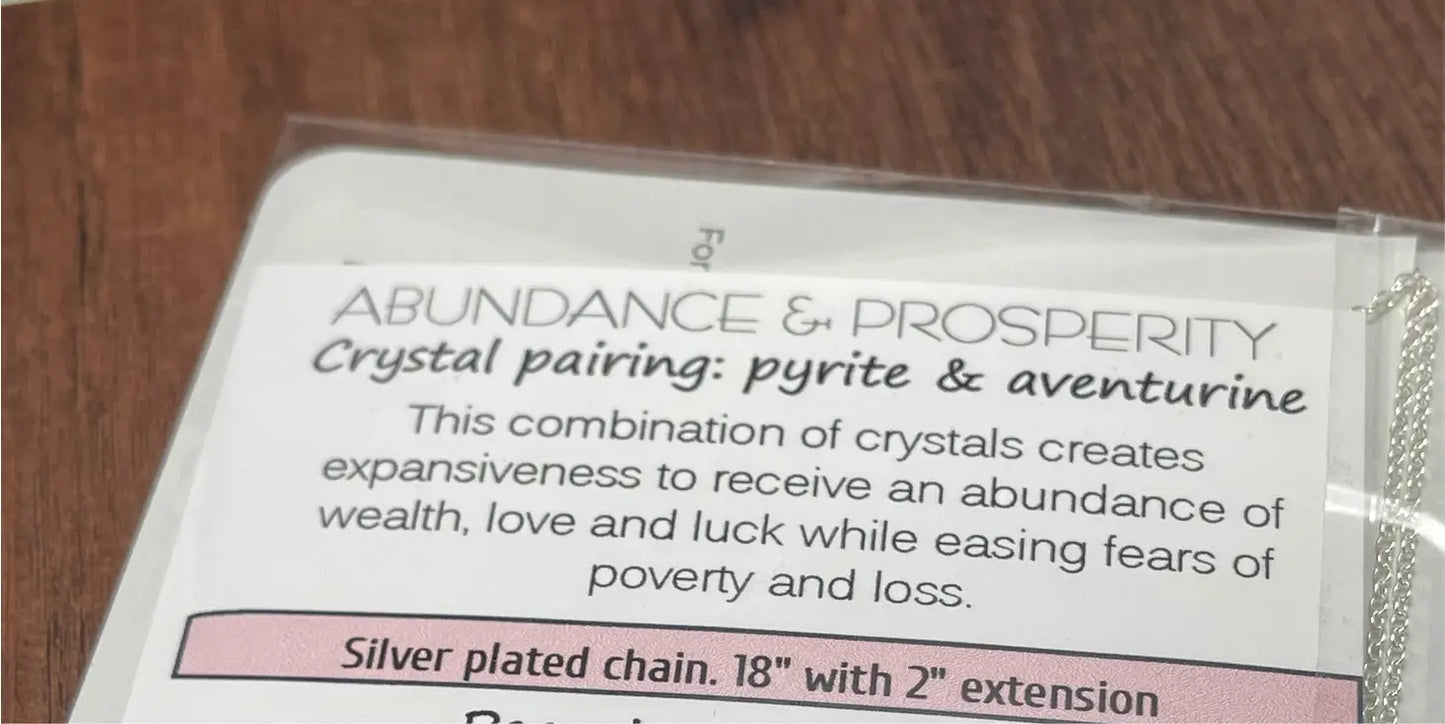 For
ABUNDANCE & PROSPERITY
Crystal pairing: pyrite & aventurine
This combination of crystals creates
expansiveness to receive an abundance of
wealth, love and luck while easing fears of
poverty and loss.
Silver plated chain. 18" with 2" extension